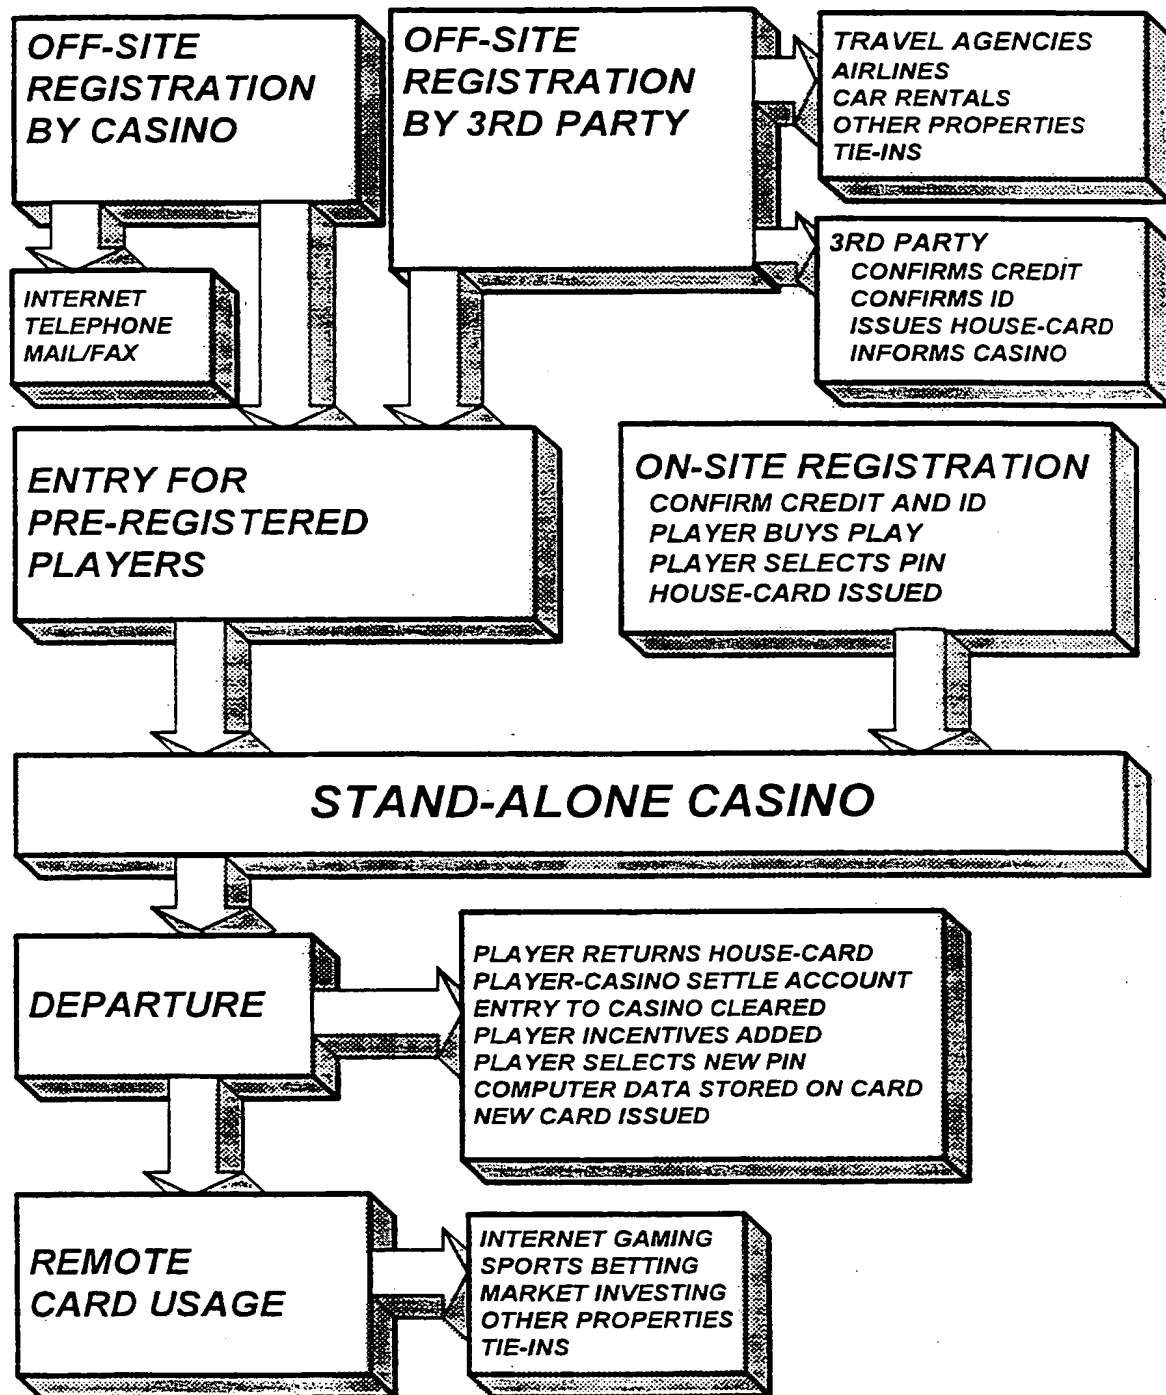 OFF-SITE
REGISTRATION
BY CASINO
OFF-SITE
REGISTRATION
BY 3RD PARTY
TRAVEL AGENCIES
AIRLINES
CAR RENTALS
OTHER PROPERTIES
TIE-INS
3RD PARTY
CONFIRMS CREDIT
CONFIRMS ID
ISSUES HOUSE-CARD
INFORMS CASINO
INTERNET
TELEPHONE
MAIL/FAX
ENTRY FOR
PRE-REGISTERED
PLAYERS
ON-SITE REGISTRATION
CONFIRM CREDIT AND ID
PLAYER BUYS PLAY
PLAYER SELECTS PIN
HOUSE-CARD ISSUED
STAND-ALONE CASINO
DEPARTURE
PLAYER RETURNS HOUSE-CARD
PLAYER-CASINO SETTLE ACCOUNT
ENTRY TO CASINO CLEARED
PLAYER INCENTIVES ADDED
PLAYER SELECTS NEW PIN
COMPUTER DATA STORED ON CARD
NEW CARD ISSUED
REMOTE
CARD USAGE
INTERNET GAMING
SPORTS BETTING
MARKET INVESTING
OTHER PROPERTIES
TIE-INS